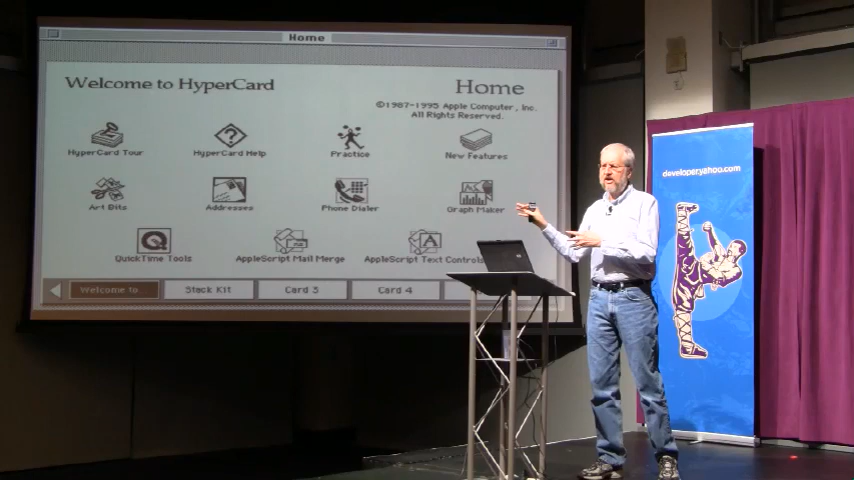 Home
Welcome to HyperCard
Home
©1987-1995 Apple Computer, Inc.
All Rights Reserved.
HyperCard Tour
HyperCard Help
Practice
New Features
Art Bits
Addresses
Phone Dialer
Graph Maker
QuickTime Tools
AppleScript Mail Merge
AppleScript Text Controls
Welcome to
Stack Kit
Card 3
Card 4
developer.yahoo.com